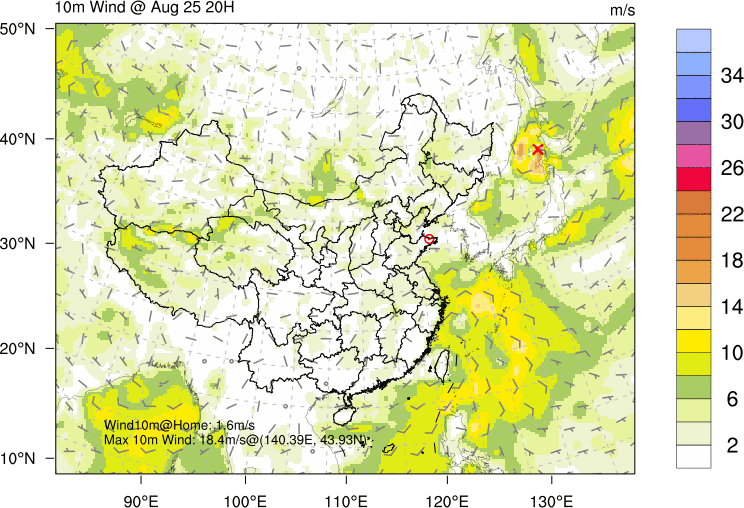 10m Wind @ Aug 25 20H
m/s
50°N
40°N
30°N
20°N
10°N
90°E
100°E
110°E
120°E
130°E
34
30
26
22
18
14
10
6
2
Wind10m@Home: 1.6m/s
Max 10m Wind: 18.4m/s@(140.39E, 43.93N)